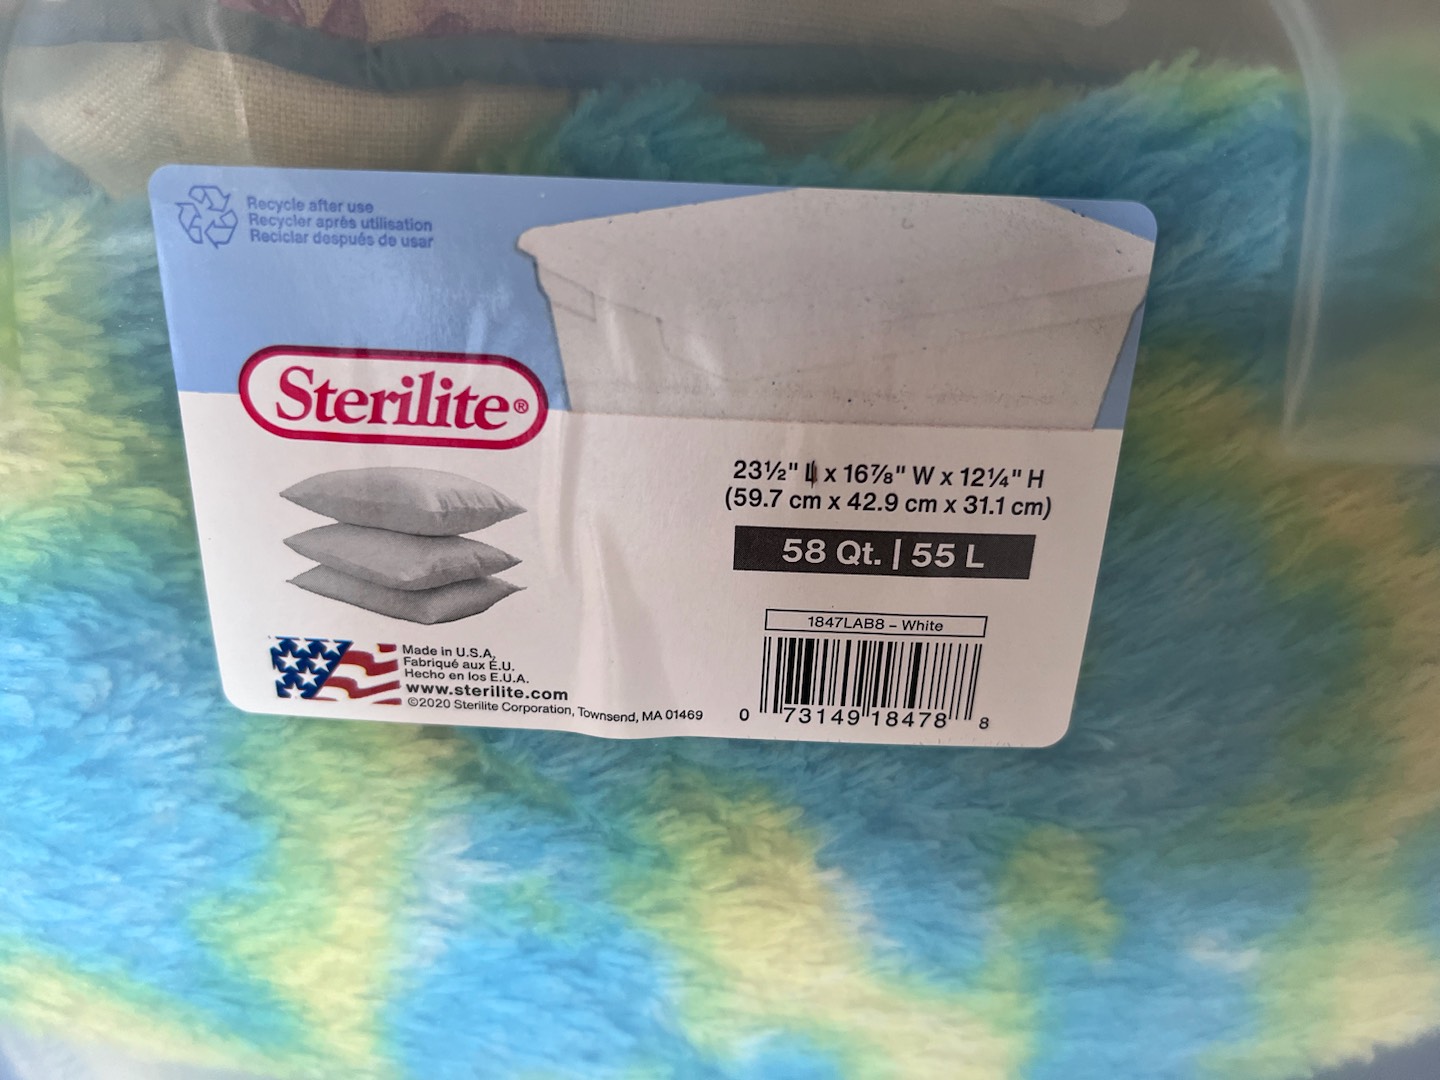 Recycle after use
Recycler après utilisation
Reciclar después de usar
Sterilite®
23½" L x 16⅞" W x 12¼" H
(59.7 cm x 42.9 cm x 31.1 cm)
58 Qt. | 55 L
1847LAB8 – White
0 73149 18478 8
Made in U.S.A.
Fabriqué aux É.U.
Hecho en los E.U.A.
www.sterilite.com
©2020 Sterilite Corporation, Townsend, MA 01469